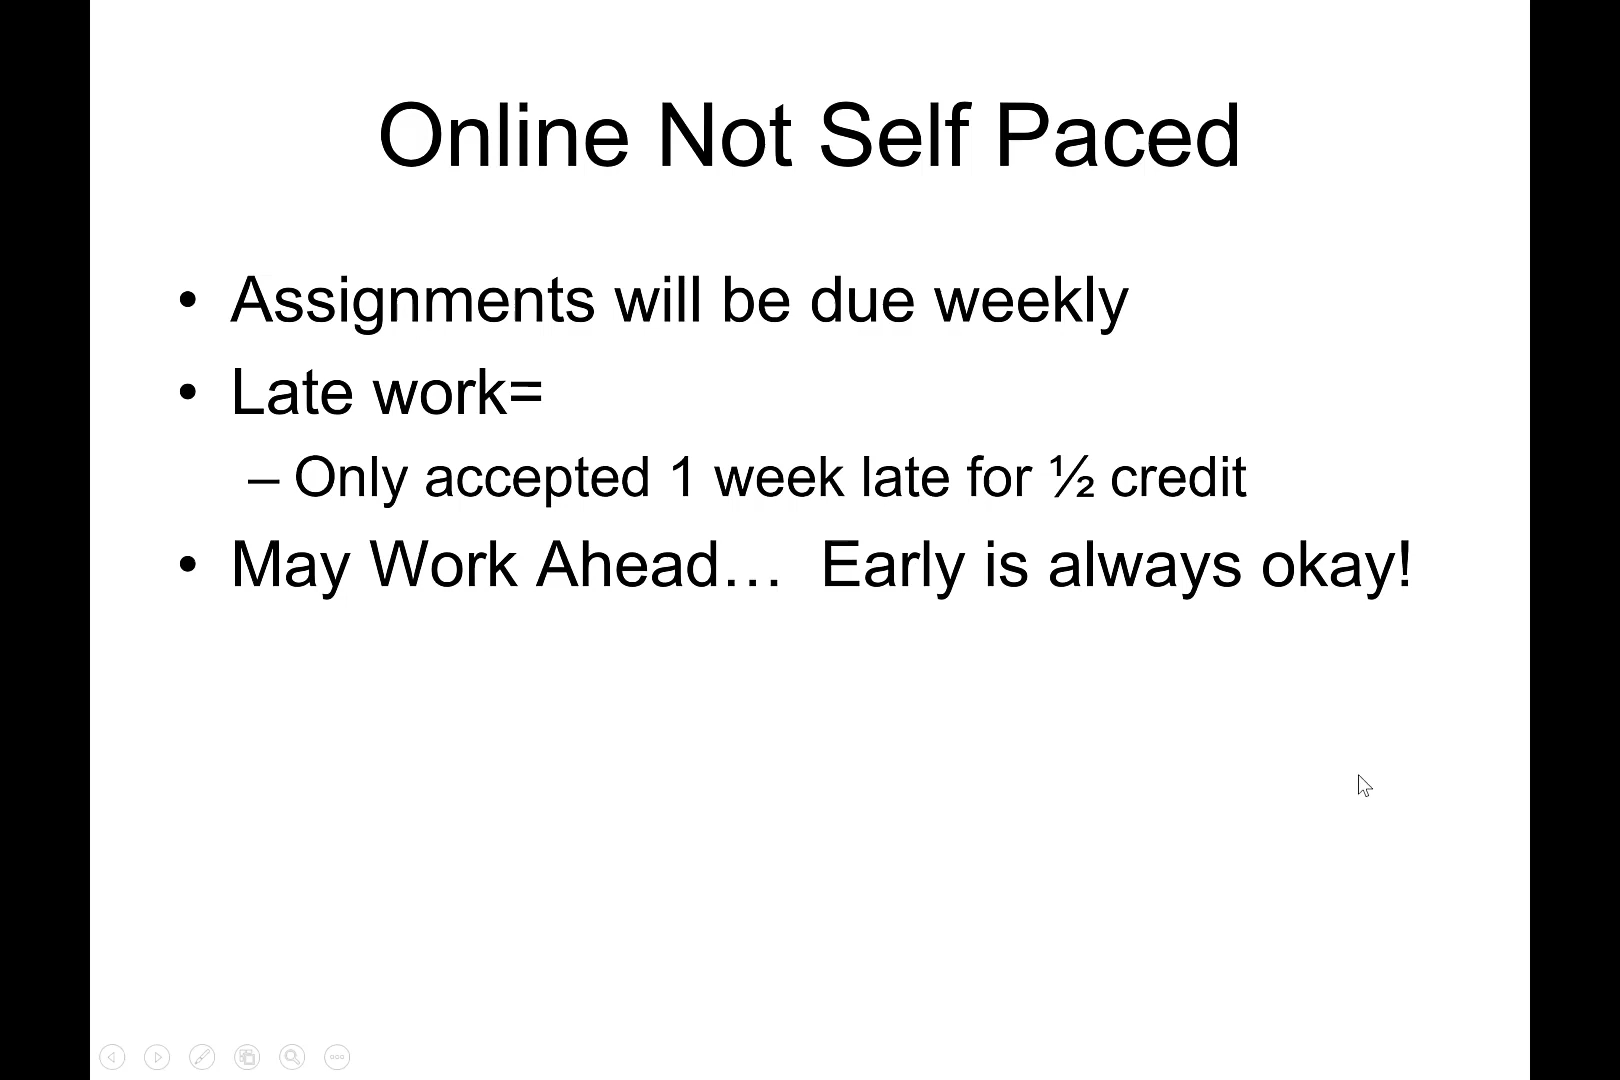 Online Not Self Paced
• Assignments will be due weekly
• Late work=
– Only accepted 1 week late for ½ credit
• May Work Ahead… Early is always okay!